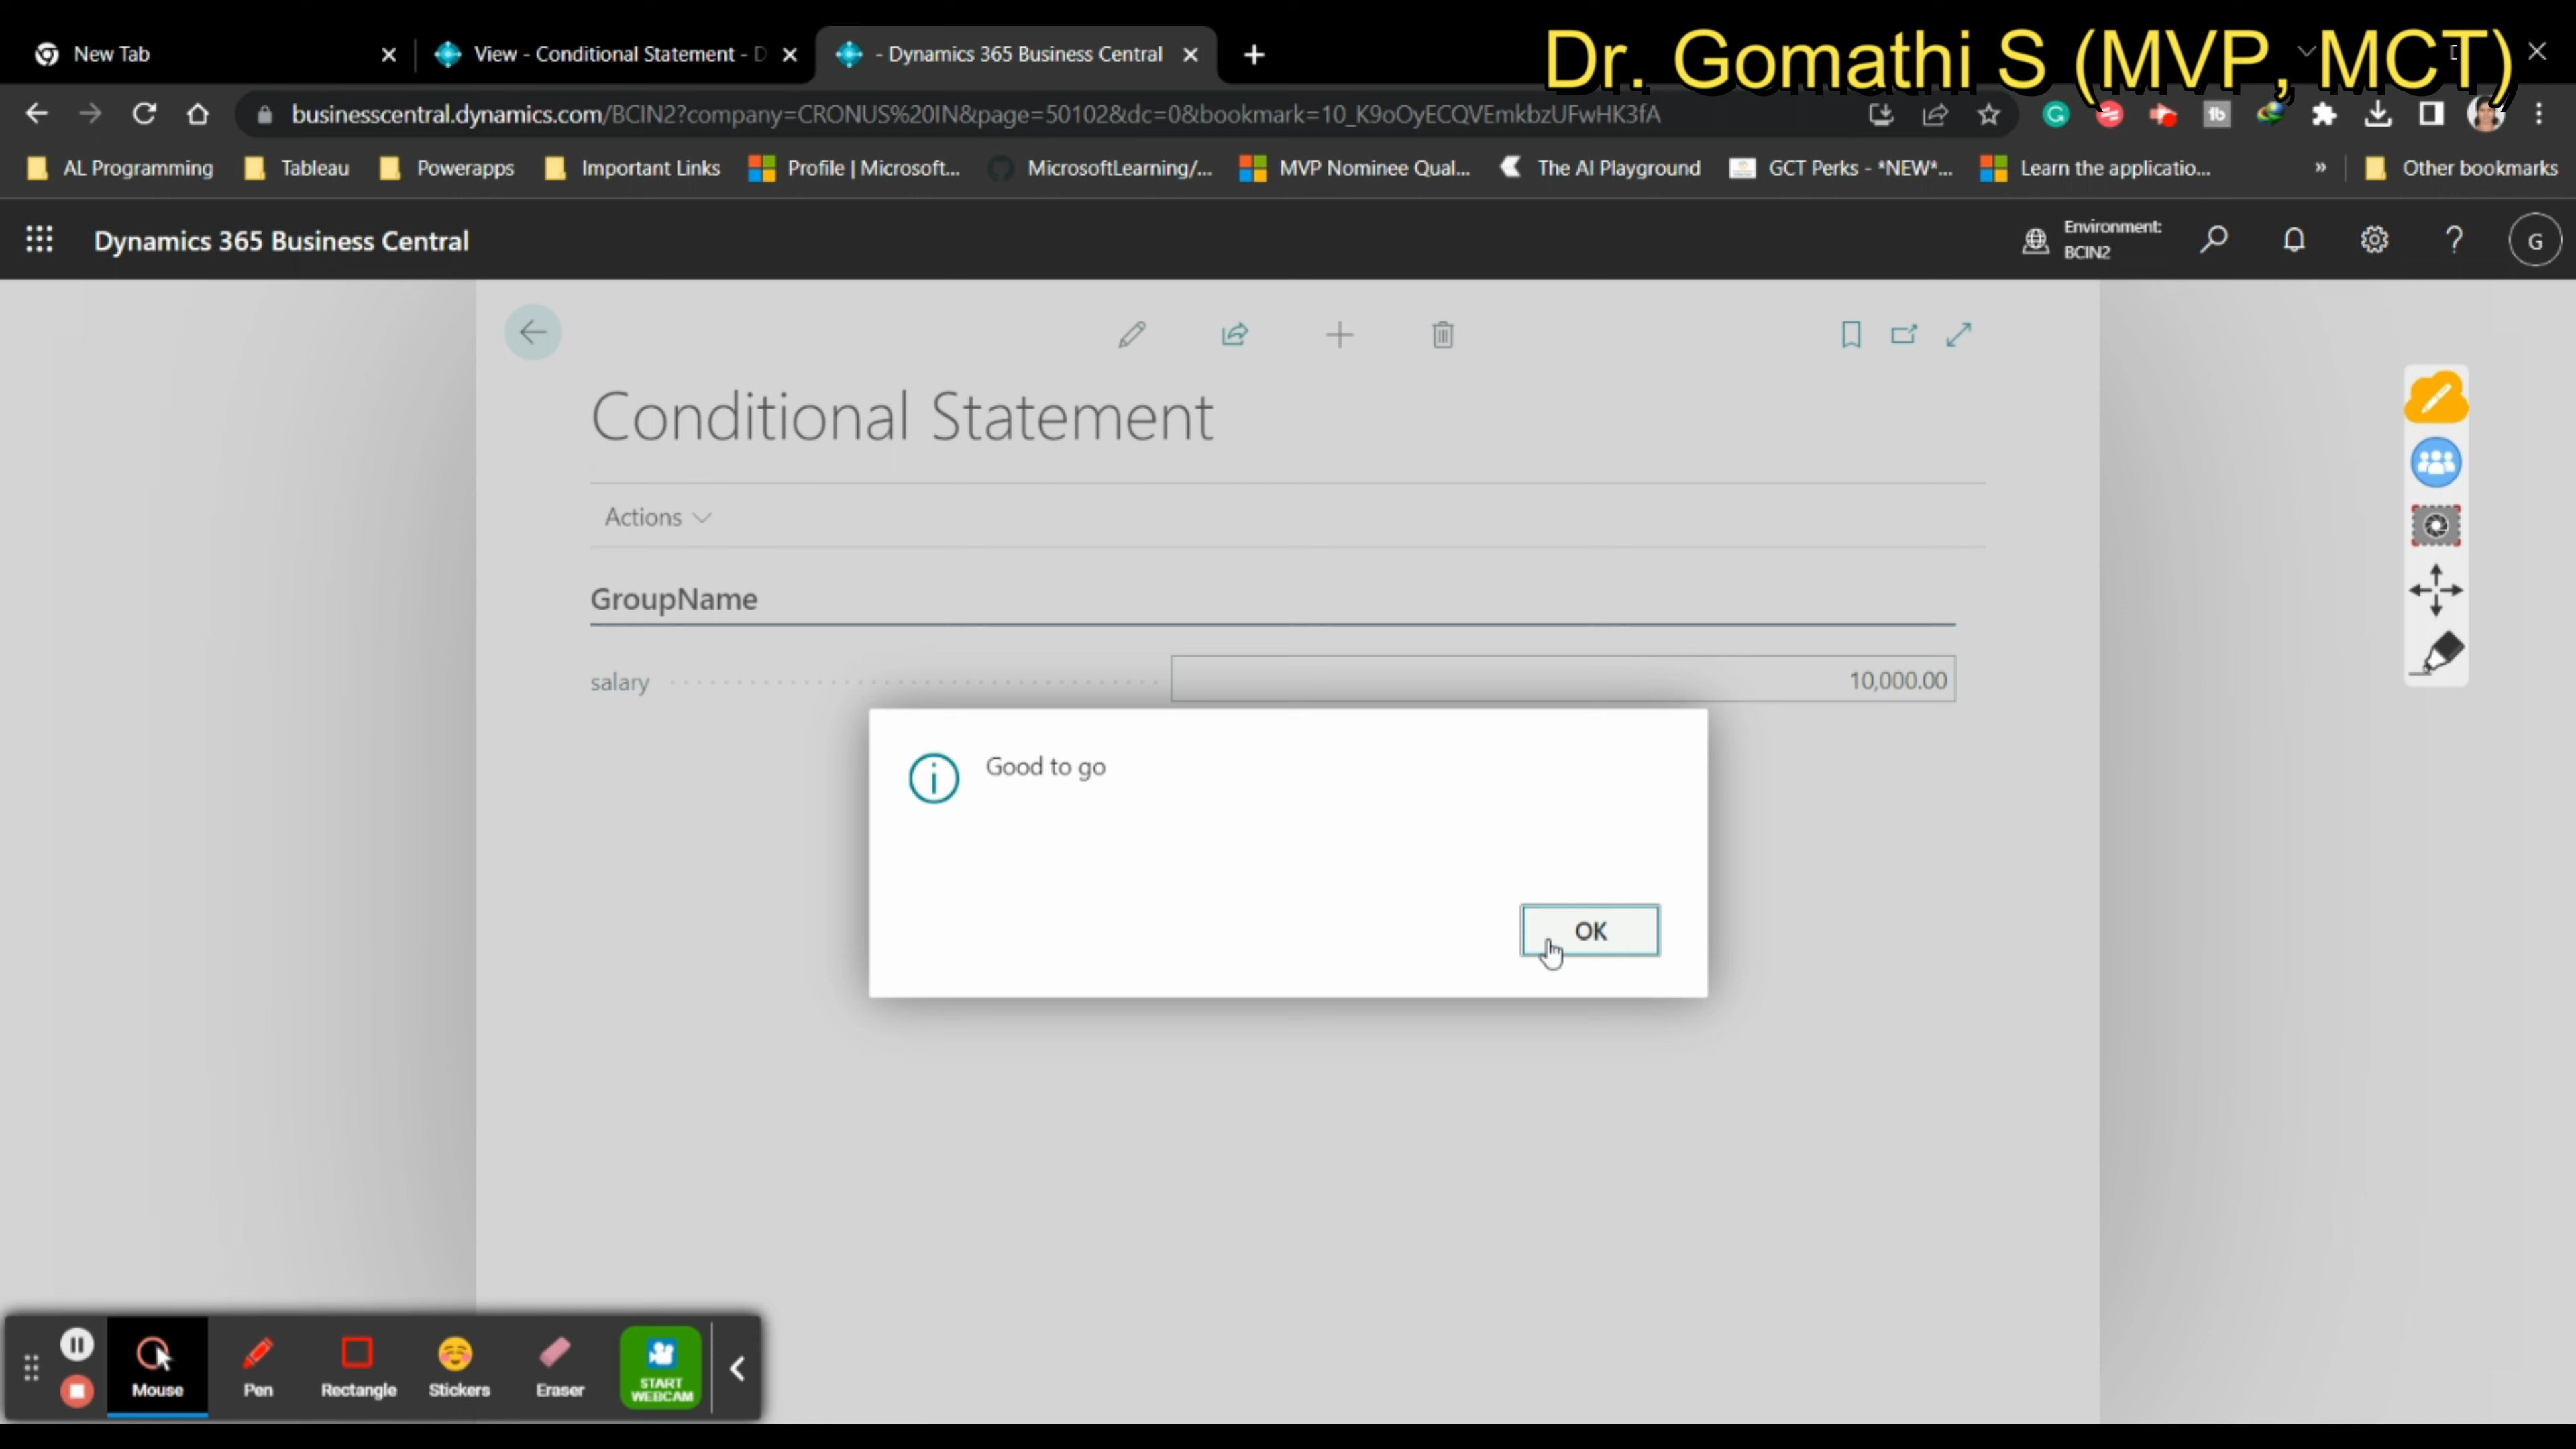 Dr. Gomathi S (MVP, MCT)
New Tab
View - Conditional Statement - D
- Dynamics 365 Business Central
businesscentral.dynamics.com/BCIN2?company=CRONUS%20IN&page=50102&dc=0&bookmark=10_K9oOyECQVEmkbzUFwHK3fA
AL Programming
Tableau
Powerapps
Important Links
Profile | Microsoft...
MicrosoftLearning/...
MVP Nominee Qual...
The AI Playground
GCT Perks - *NEW*...
Learn the applicatio...
»
Other bookmarks
Dynamics 365 Business Central
Environment:
BCIN2
?
G
Conditional Statement
Actions
GroupName
salary
10,000.00
Good to go
OK
Mouse
Pen
Rectangle
Stickers
Eraser
START
WEBCAM